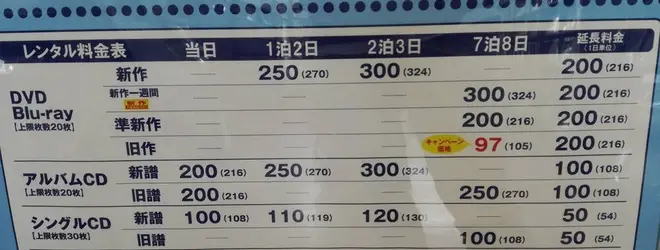 レンタル料金表 当日 1泊2日 2泊3日 7泊8日 延長料金(1日単位)
DVD Blu-ray [上限枚数20枚]
新作 — 250(270) 300(324) — 200(216)
新作一週間 — — — 300(324) 200(216)
準新作 — — — 200(216) 200(216)
旧作 — — — キャンペーン価格 97(105) 200(216)
アルバムCD [上限枚数20枚]
新譜 200(216) 250(270) 300(324) — 100(108)
旧譜 200(216) — — 250(270) 100(108)
シングルCD [上限枚数30枚]
新譜 100(108) 110(119) 120(130) — 50(54)
旧譜 — — — 100(108) 50(54)